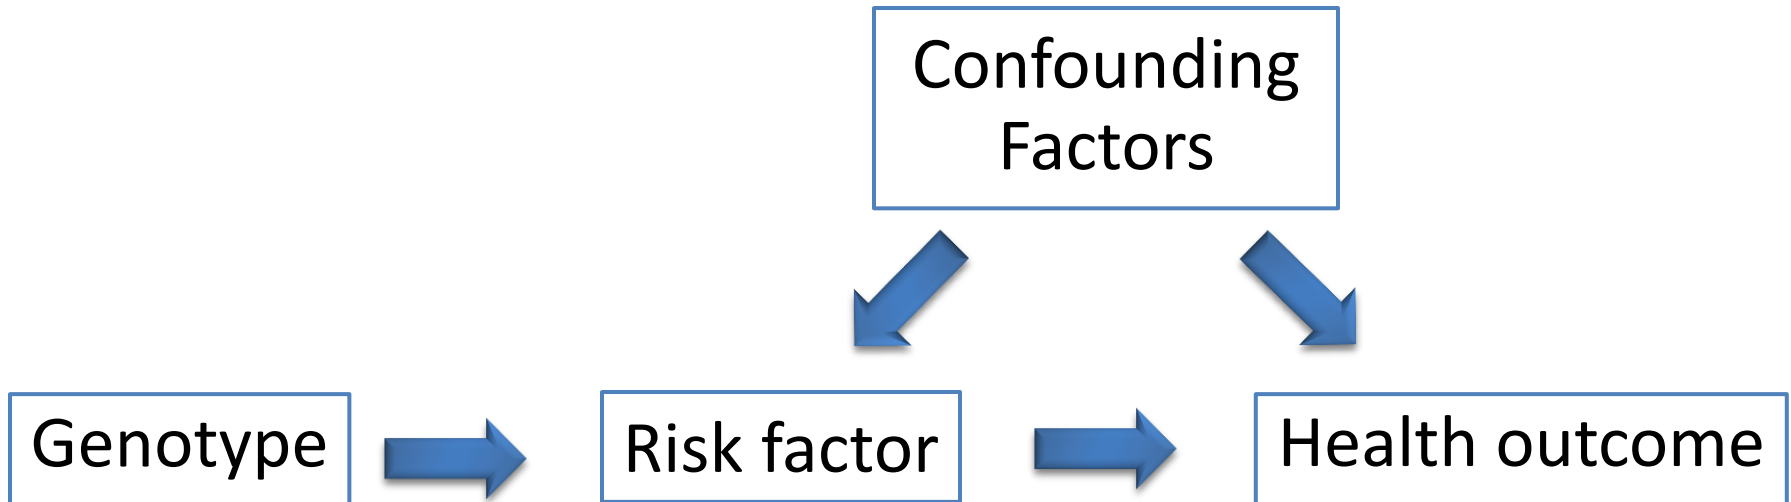 Confounding
Factors
Genotype
Risk factor
Health outcome